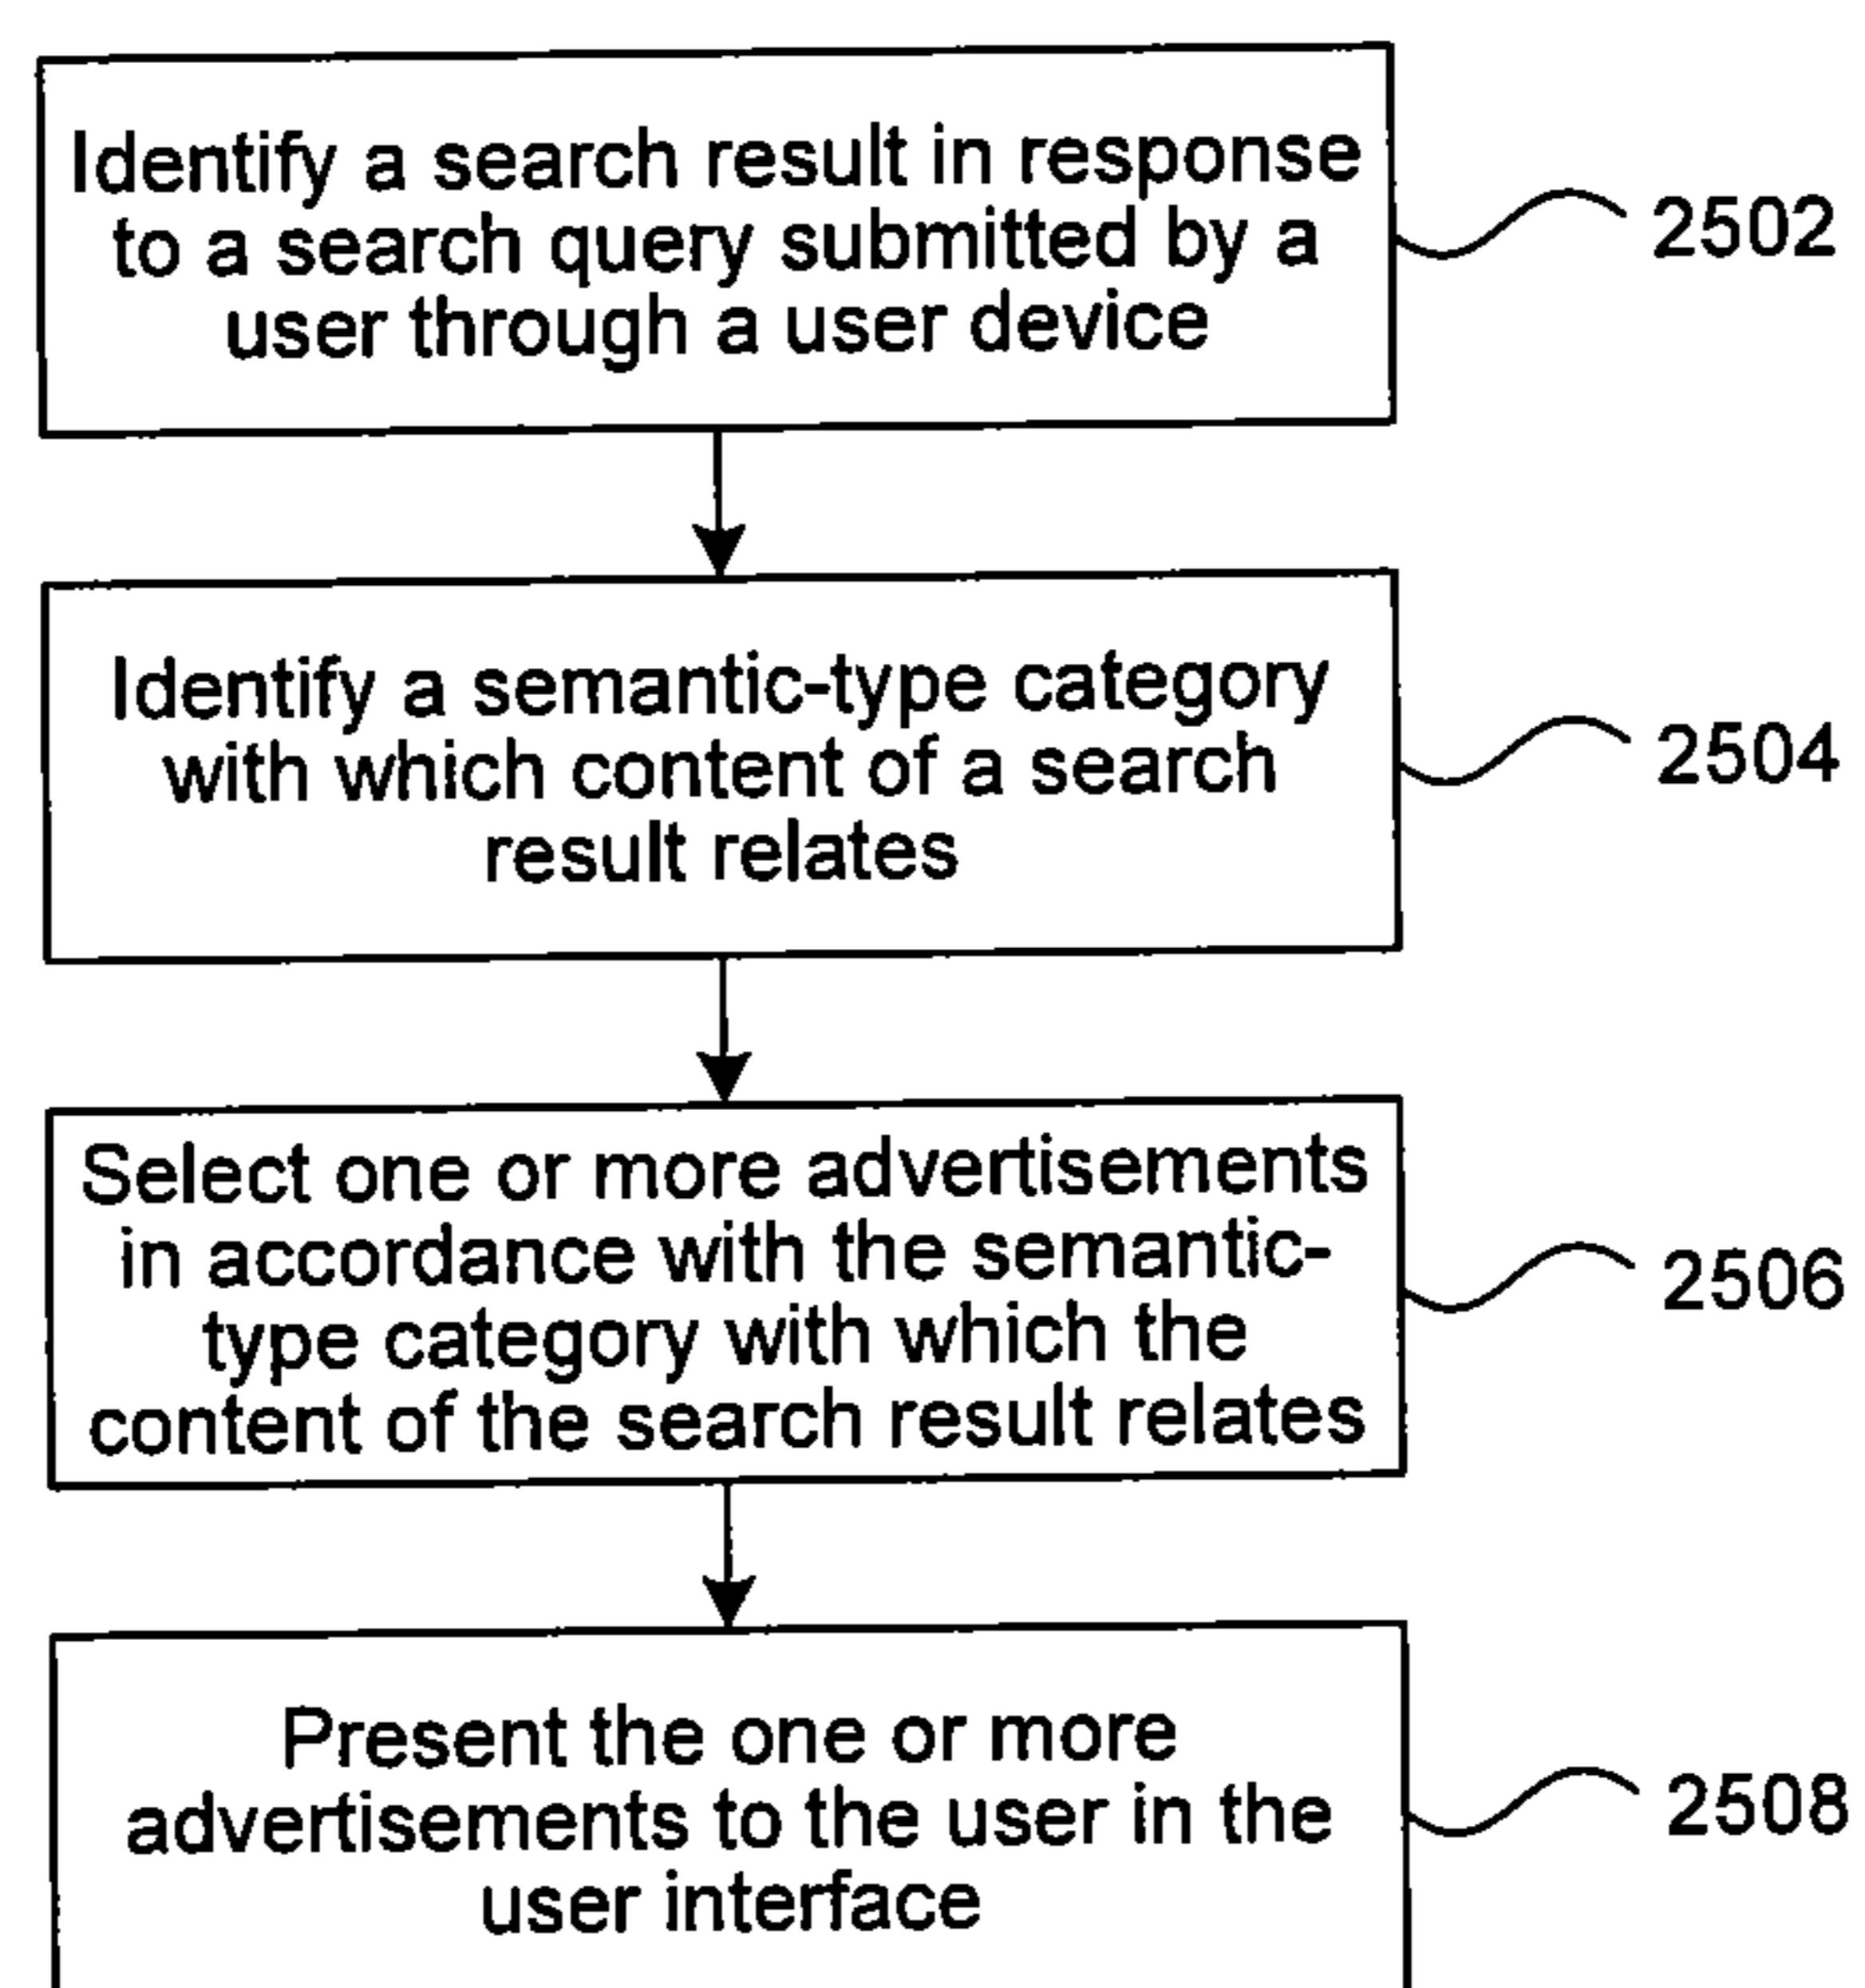 Identify a search result in response
to a search query submitted by a
user through a user device
2502
Identify a semantic-type category
with which content of a search
result relates
2504
Select one or more advertisements
in accordance with the semantic-
type category with which the
content of the search result relates
2506
Present the one or more
advertisements to the user in the
user interface
2508